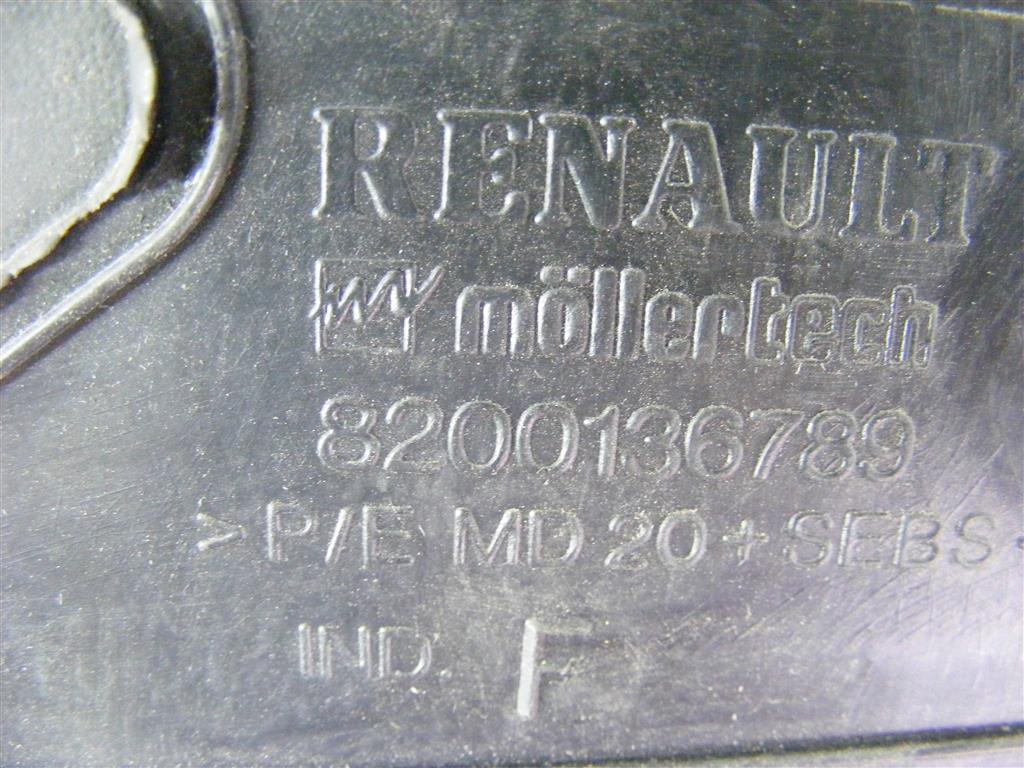 RENAULT
möllertech
8200136789
>P/E MD 20 + SEBS
IND. F